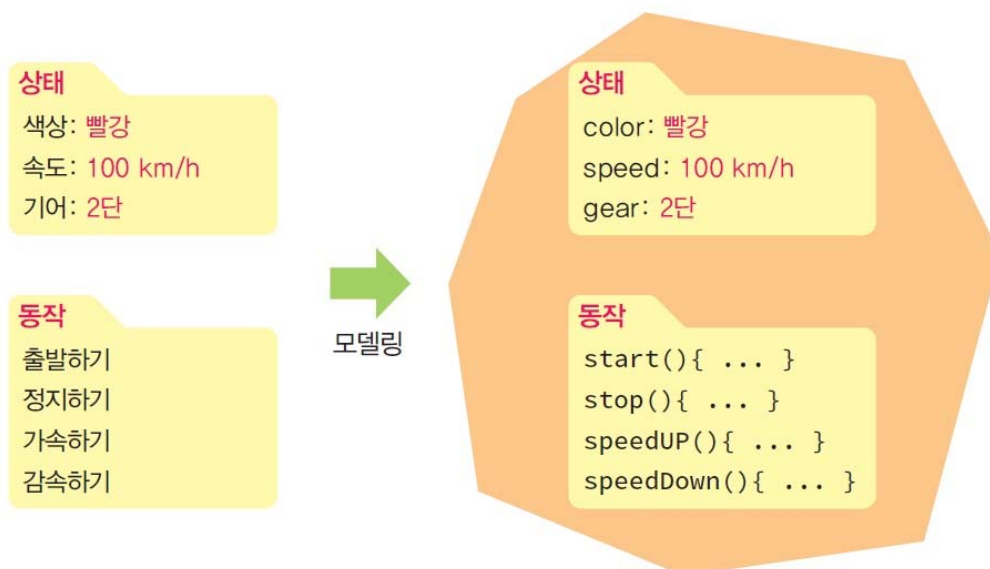 상태
색상: 빨강
속도: 100 km/h
기어: 2단
동작
출발하기
정지하기
가속하기
감속하기
모델링
상태
color: 빨강
speed: 100 km/h
gear: 2단
동작
start(){ ... }
stop(){ ... }
speedUP(){ ... }
speedDown(){ ... }